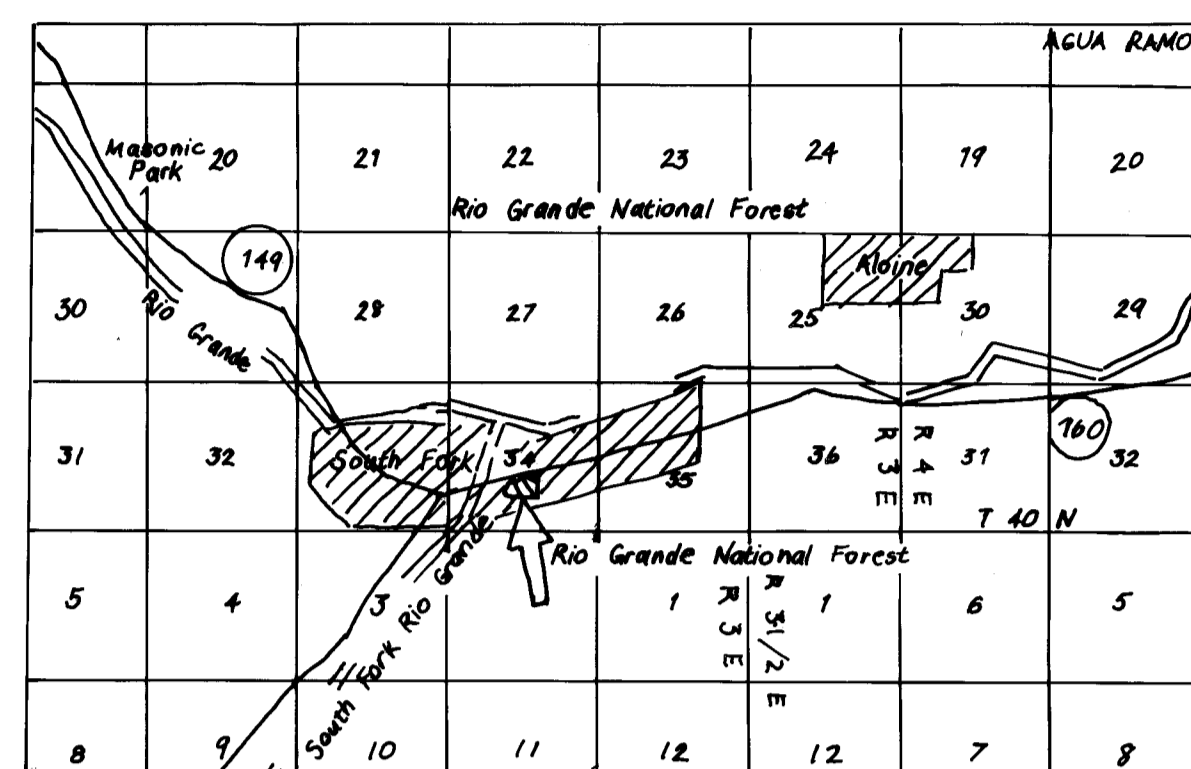 AGUA RAMO
Masonic
Park
20
21
22
23
24
19
20
Rio Grande National Forest
149
Aloine
30
Rio
Grande
28
27
26
25
30
29
31
32
South Fork
34
35
36
R 3 E
R 4 E
31
160
32
T 40 N
Rio Grande National Forest
5
4
3
South Fork Rio Grande
1
R 3 E
R 31/2 E
1
6
5
8
9
10
11
12
12
7
8